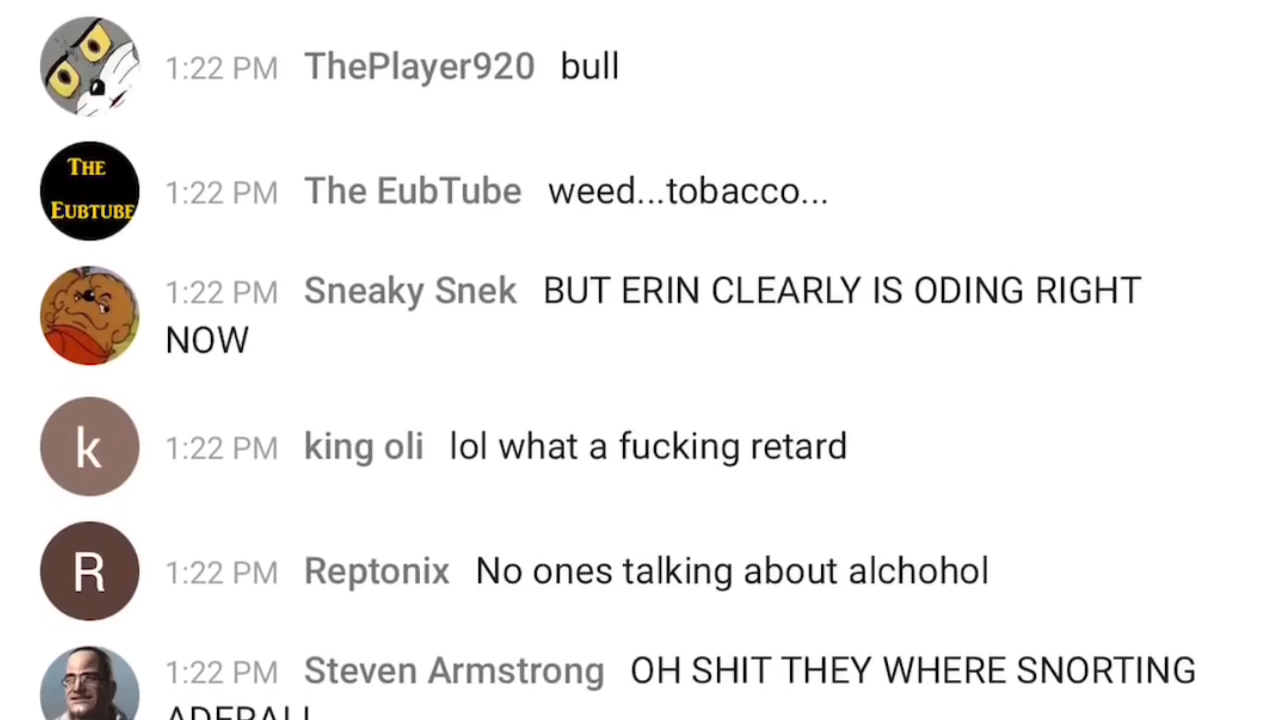 1:22 PM ThePlayer920 bull
THE
EUBTUBE
1:22 PM The EubTube weed...tobacco...
1:22 PM Sneaky Snek BUT ERIN CLEARLY IS ODING RIGHT
NOW
k
1:22 PM king oli lol what a fucking retard
R
1:22 PM Reptonix No ones talking about alchohol
1:22 PM Steven Armstrong OH SHIT THEY WHERE SNORTING
ADERALL